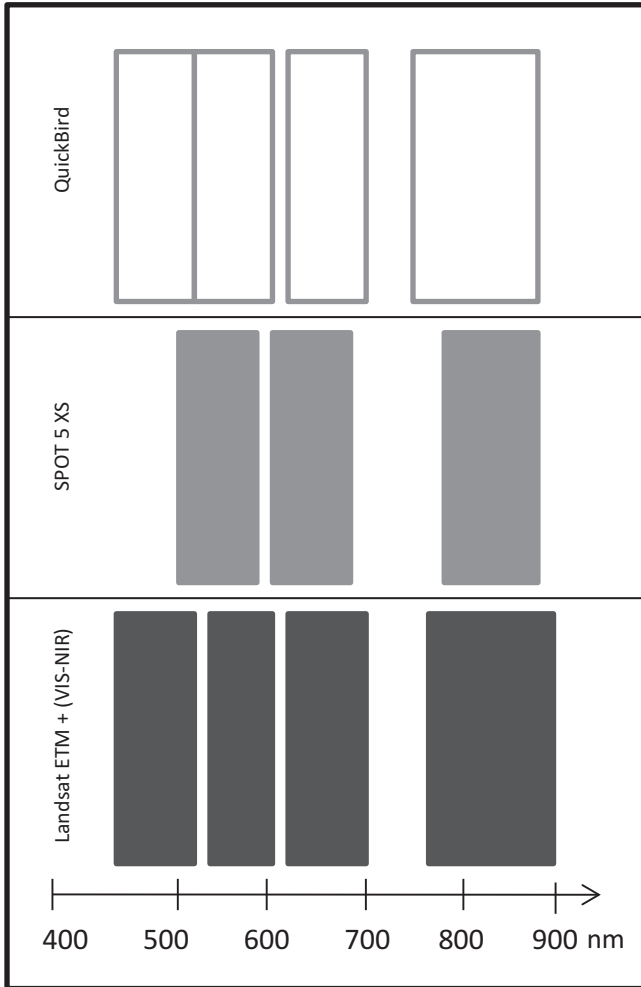 QuickBird
SPOT 5 XS
Landsat ETM + (VIS-NIR)
400 500 600 700 800 900 nm